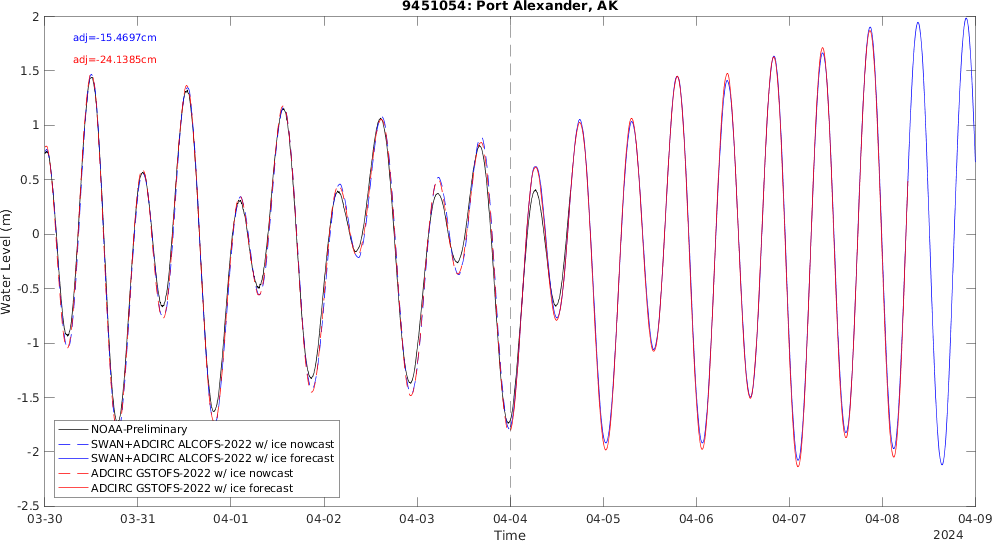 9451054: Port Alexander, AK
adj=-15.4697cm
adj=-24.1385cm
2
1.5
1
0.5
0
-0.5
-1
-1.5
-2
-2.5
Water Level (m)
NOAA-Preliminary
SWAN+ADCIRC ALCOFS-2022 w/ ice nowcast
SWAN+ADCIRC ALCOFS-2022 w/ ice forecast
ADCIRC GSTOFS-2022 w/ ice nowcast
ADCIRC GSTOFS-2022 w/ ice forecast
03-30 03-31 04-01 04-02 04-03 04-04 04-05 04-06 04-07 04-08 04-09
Time
2024